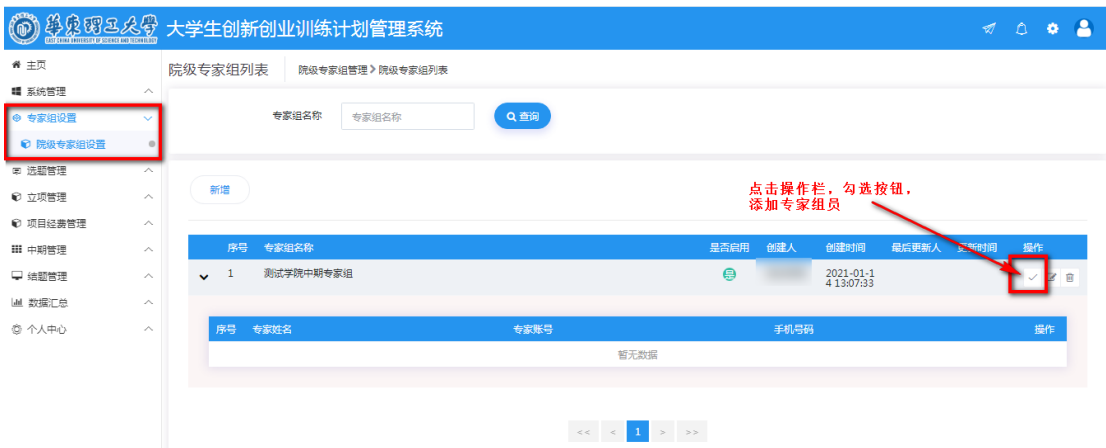 華東理工大學 大学生创新创业训练计划管理系统
EAST CHINA UNIVERSITY OF SCIENCE AND TECHNOLOGY
主页
院级专家组列表 院级专家组管理 > 院级专家组列表
系统管理
专家组设置
专家组名称 专家组名称 查询
院级专家组设置
选题管理
立项管理
项目经费管理
中期管理
结题管理
数据汇总
个人中心
新增
点击操作栏，勾选按钮，
添加专家组员
序号 专家组名称 是否启用 创建人 创建时间 最后更新人 更新时间 操作
1 测试学院中期专家组 是 2021-01-1
4 13:07:33
序号 专家姓名 专家账号 手机号码 操作
暂无数据
<< < 1 > >>